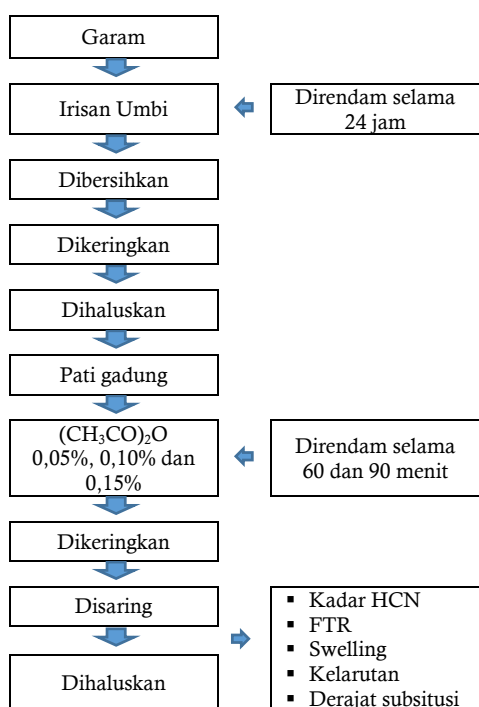 Garam
Irisan Umbi
Direndam selama
24 jam
Dibersihkan
Dikeringkan
Dihaluskan
Pati gadung
(CH₃CO)₂O
0,05%, 0,10% dan
0,15%
Direndam selama
60 dan 90 menit
Dikeringkan
Disaring
Dihaluskan
▪ Kadar HCN
▪ FTR
▪ Swelling
▪ Kelarutan
▪ Derajat subsitusi